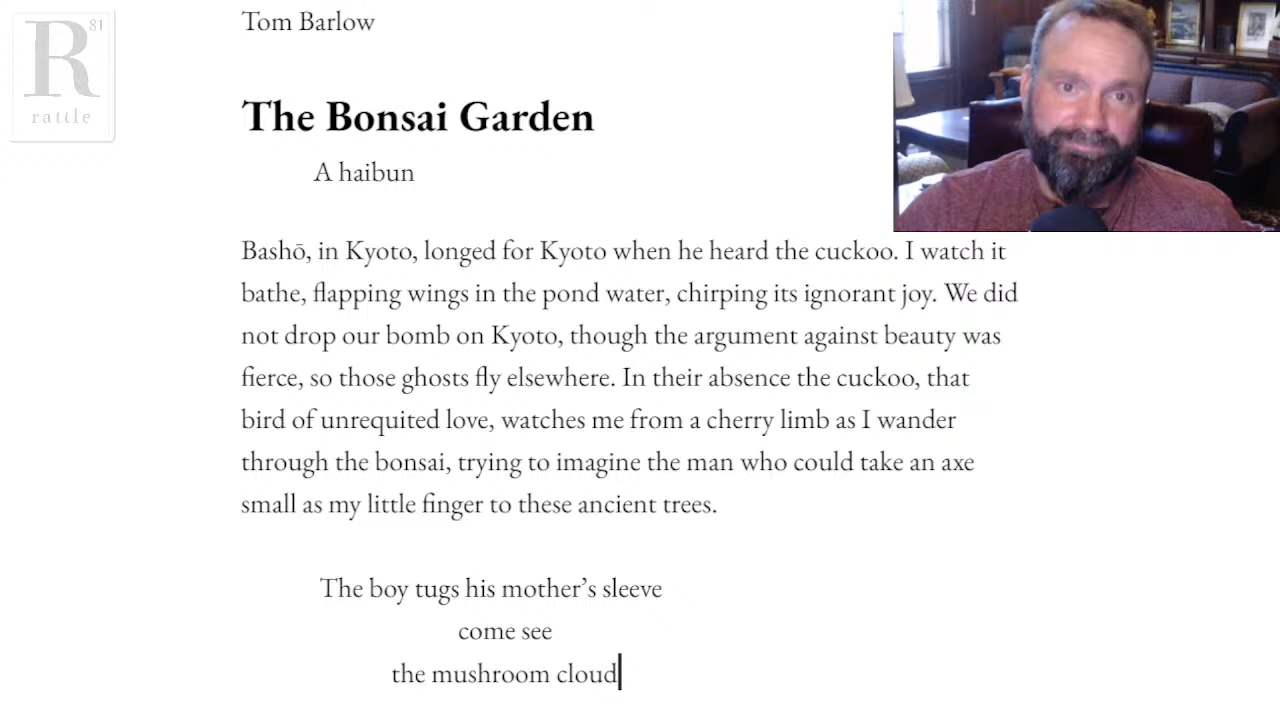 R 81
rattle
Tom Barlow
The Bonsai Garden
A haibun
Bashō, in Kyoto, longed for Kyoto when he heard the cuckoo. I watch it
bathe, flapping wings in the pond water, chirping its ignorant joy. We did
not drop our bomb on Kyoto, though the argument against beauty was
fierce, so those ghosts fly elsewhere. In their absence the cuckoo, that
bird of unrequited love, watches me from a cherry limb as I wander
through the bonsai, trying to imagine the man who could take an axe
small as my little finger to these ancient trees.
The boy tugs his mother’s sleeve
come see
the mushroom cloud